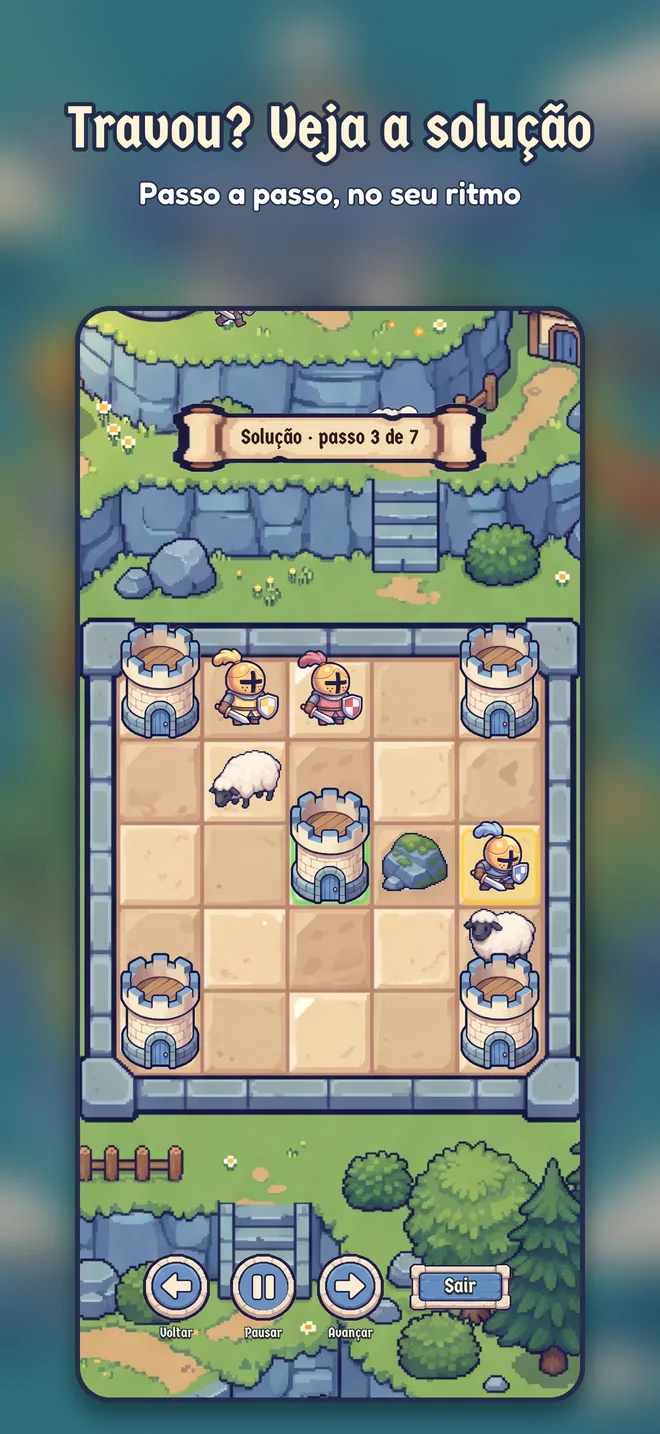 Travou? Veja a solução
Passo a passo, no seu ritmo
Solução · passo 3 de 7
Voltar
Pausar
Avançar
Sair